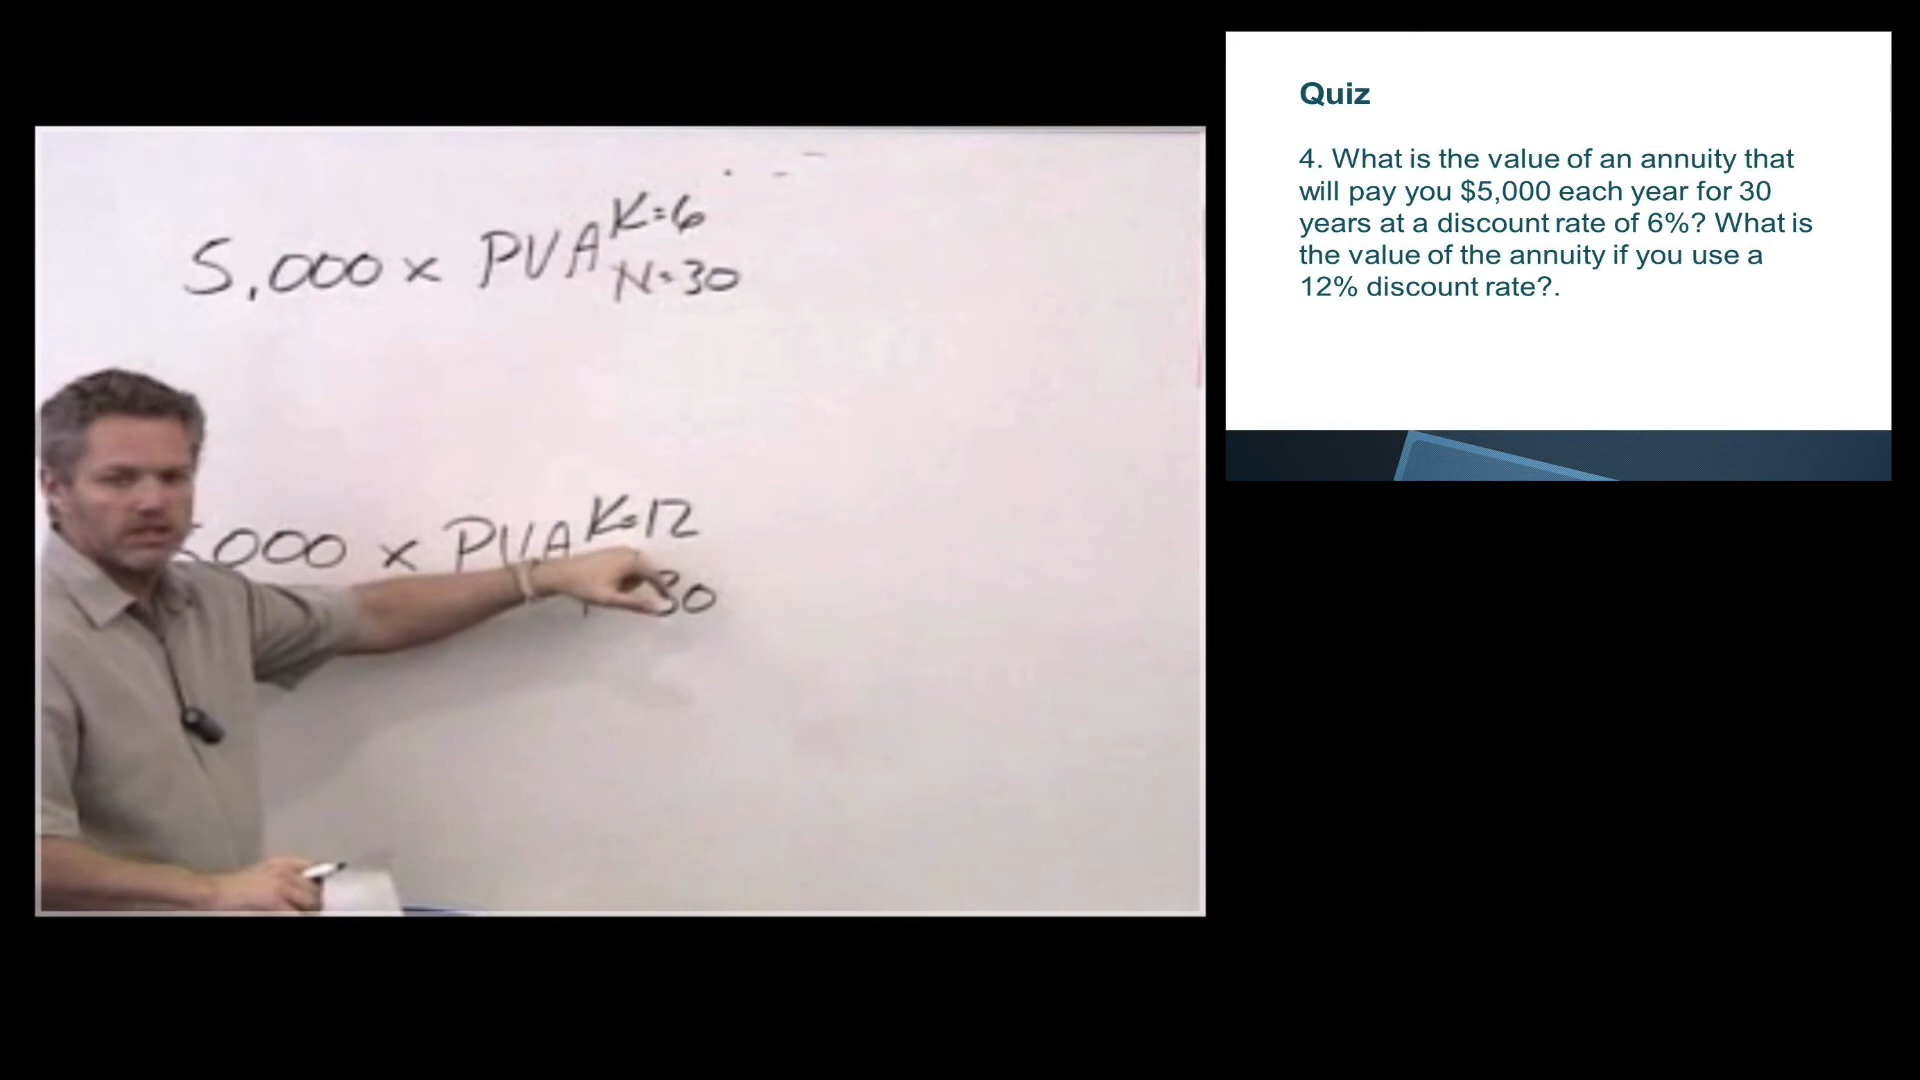 5,000 x PVA K=6
N=30
,000 x PVA K=12
30
Quiz
4. What is the value of an annuity that
will pay you $5,000 each year for 30
years at a discount rate of 6%? What is
the value of the annuity if you use a
12% discount rate?.